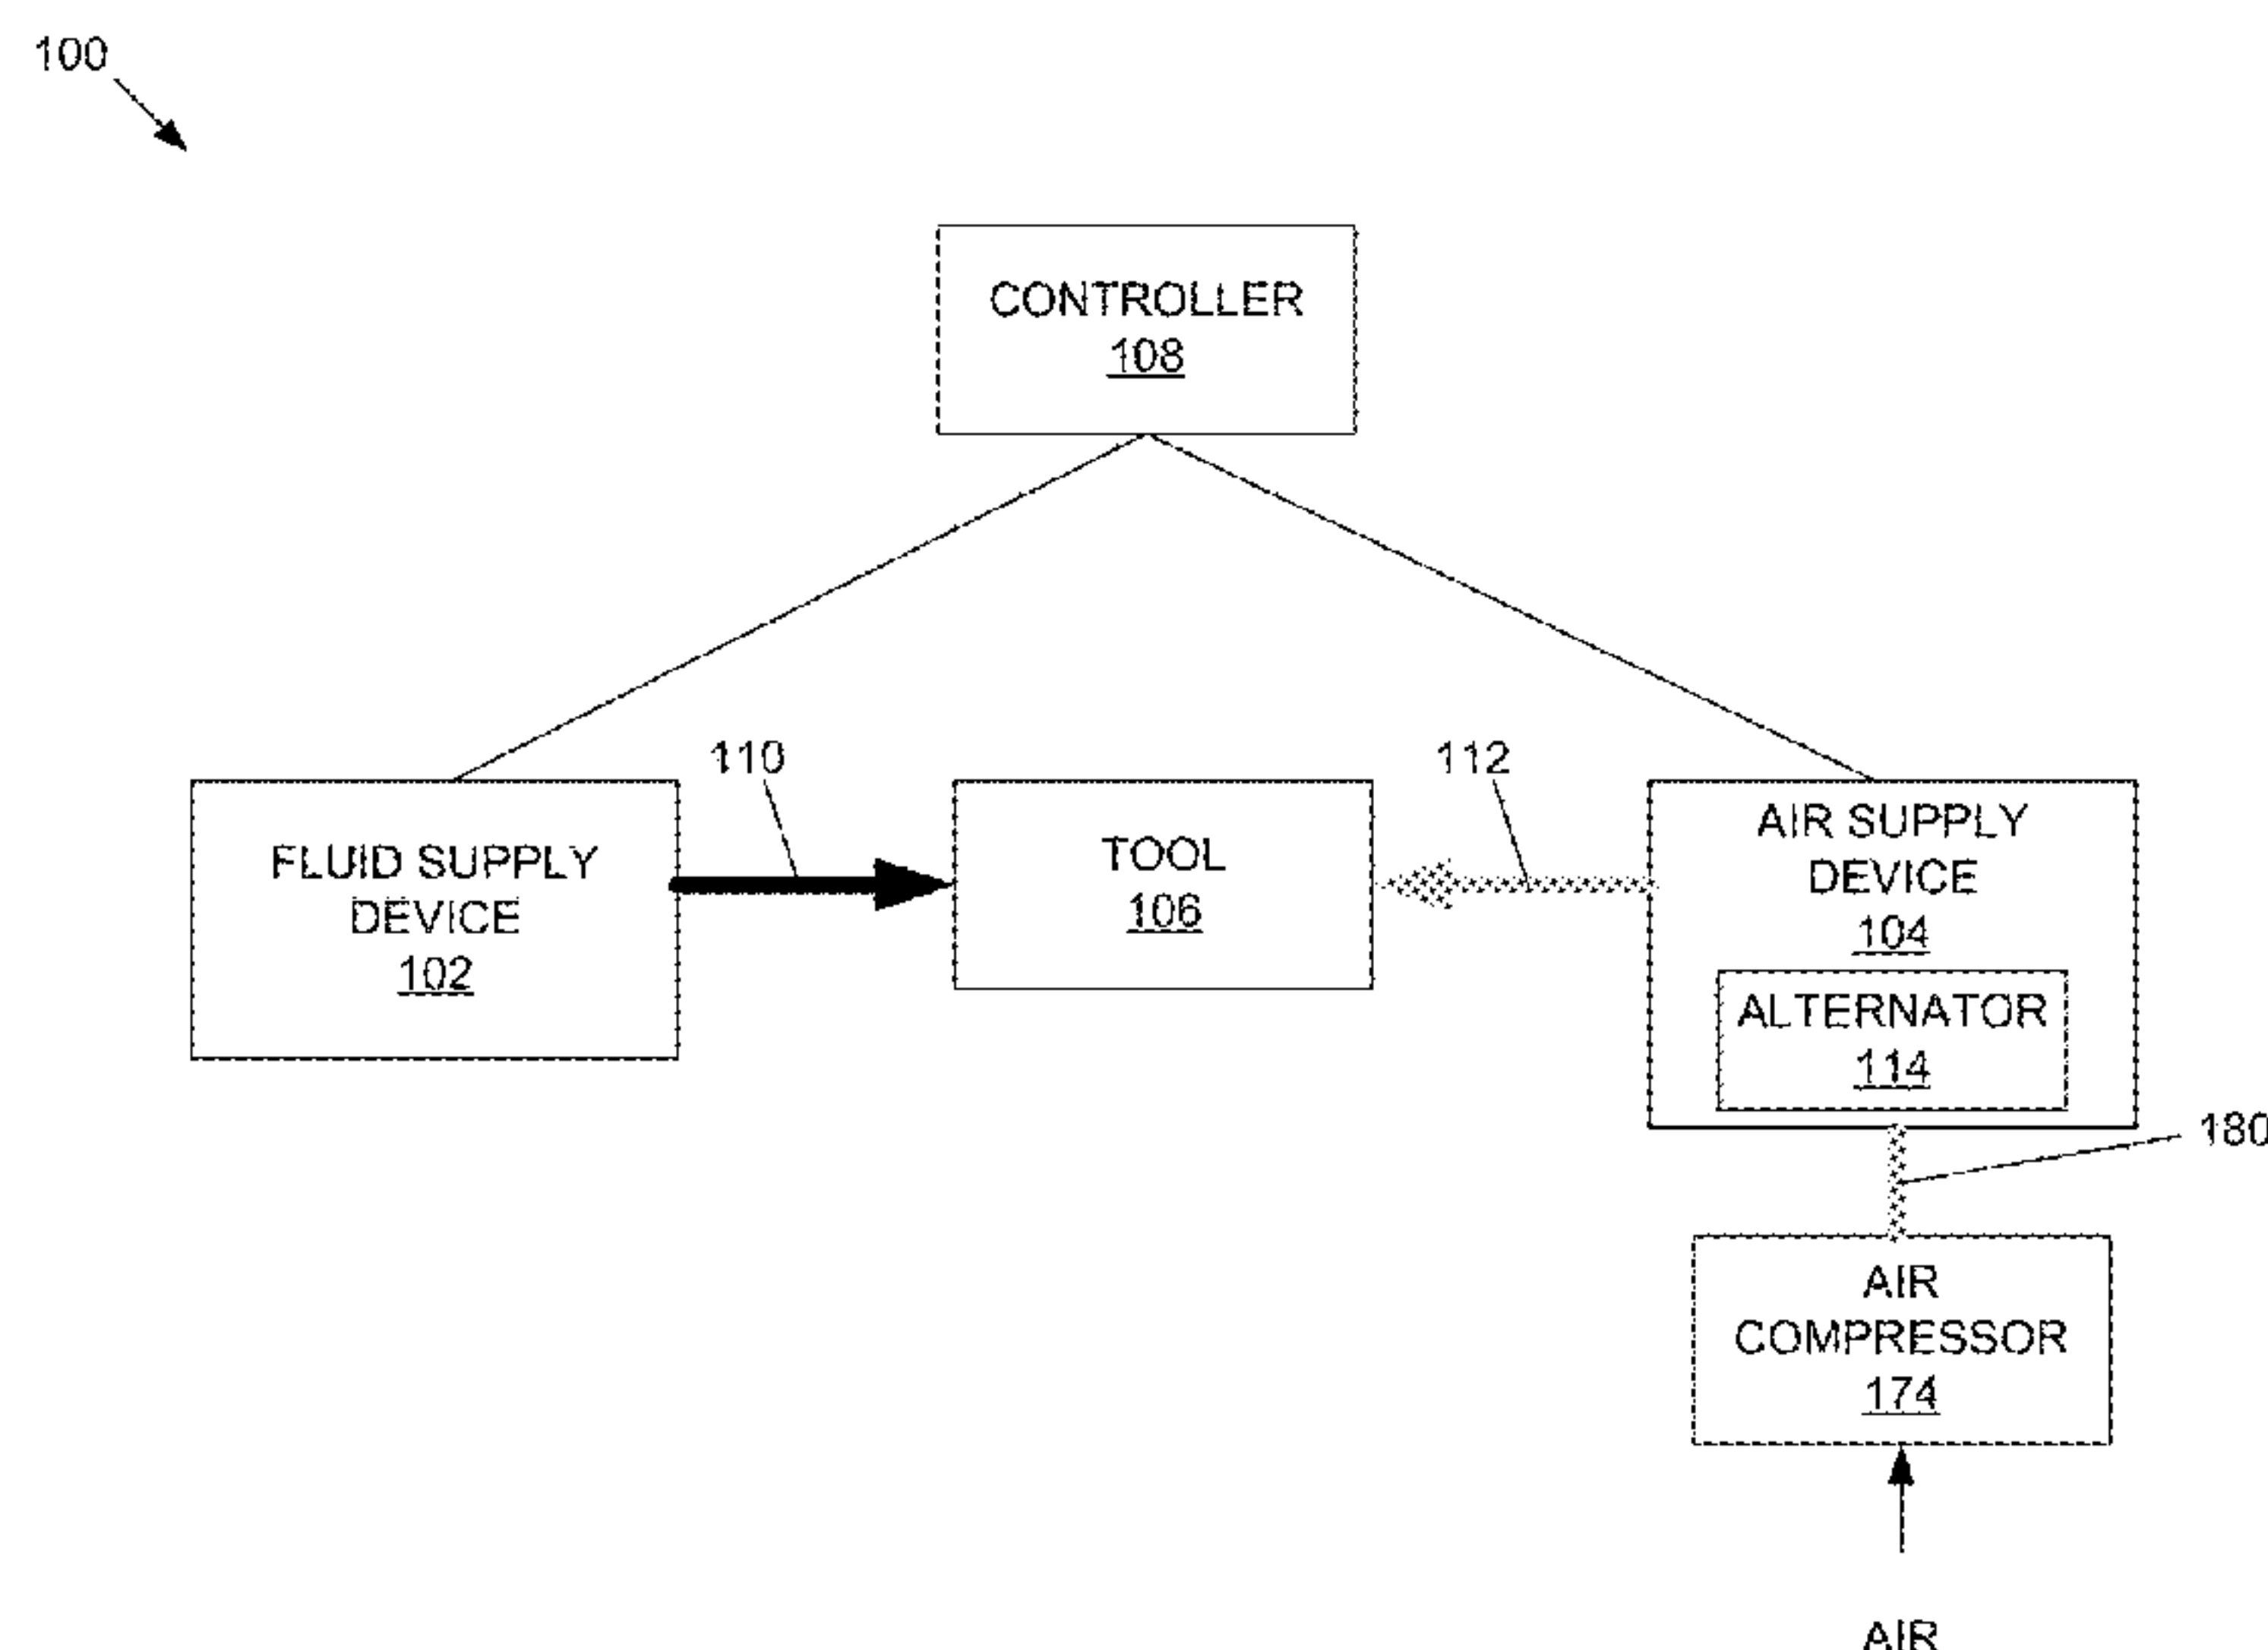 100
CONTROLLER
108
110
112
FLUID SUPPLY
DEVICE
102
TOOL
106
AIR SUPPLY
DEVICE
104
ALTERNATOR
114
180
AIR
COMPRESSOR
174
AIR